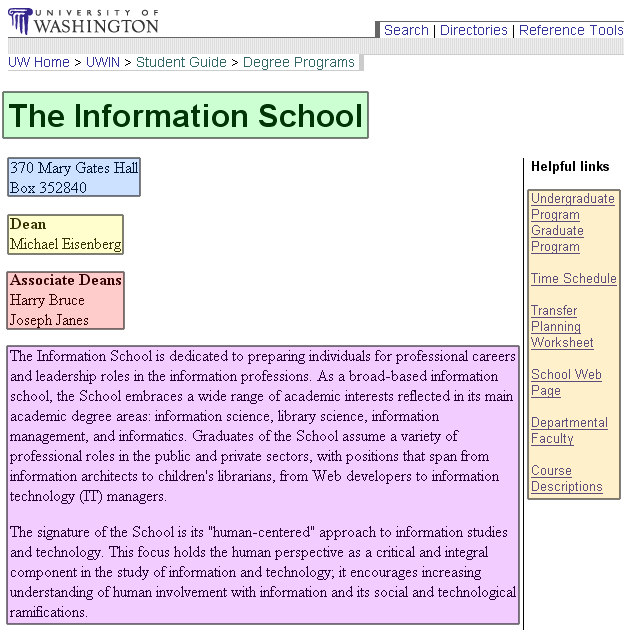 UNIVERSITY OF
WASHINGTON
Search | Directories | Reference Tools
UW Home > UWIN > Student Guide > Degree Programs
The Information School
370 Mary Gates Hall
Box 352840
Dean
Michael Eisenberg
Associate Deans
Harry Bruce
Joseph Janes
The Information School is dedicated to preparing individuals for professional careers
and leadership roles in the information professions. As a broad-based information
school, the School embraces a wide range of academic interests reflected in its main
academic degree areas: information science, library science, information
management, and informatics. Graduates of the School assume a variety of
professional roles in the public and private sectors, with positions that span from
information architects to children's librarians, from Web developers to information
technology (IT) managers.
The signature of the School is its "human-centered" approach to information studies
and technology. This focus holds the human perspective as a critical and integral
component in the study of information and technology; it encourages increasing
understanding of human involvement with information and its social and technological
ramifications.
Helpful links
Undergraduate
Program
Graduate
Program
Time Schedule
Transfer
Planning
Worksheet
School Web
Page
Departmental
Faculty
Course
Descriptions